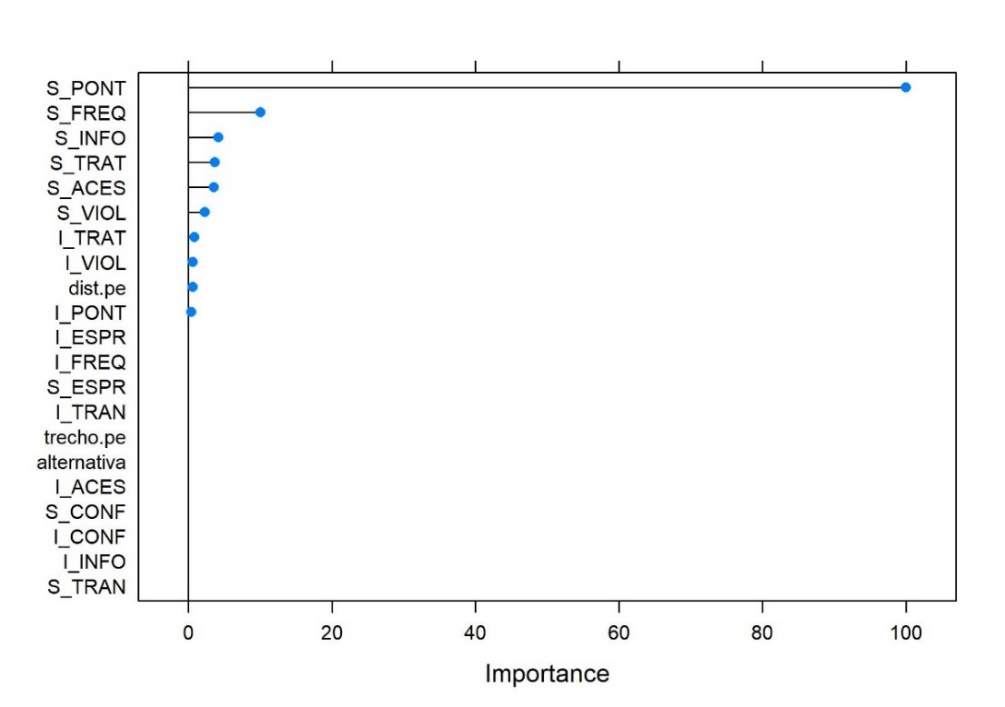 S_PONT
S_FREQ
S_INFO
S_TRAT
S_ACES
S_VIOL
I_TRAT
I_VIOL
dist.pe
I_PONT
I_ESPR
I_FREQ
S_ESPR
I_TRAN
trecho.pe
alternativa
I_ACES
S_CONF
I_CONF
I_INFO
S_TRAN
0 20 40 60 80 100
Importance